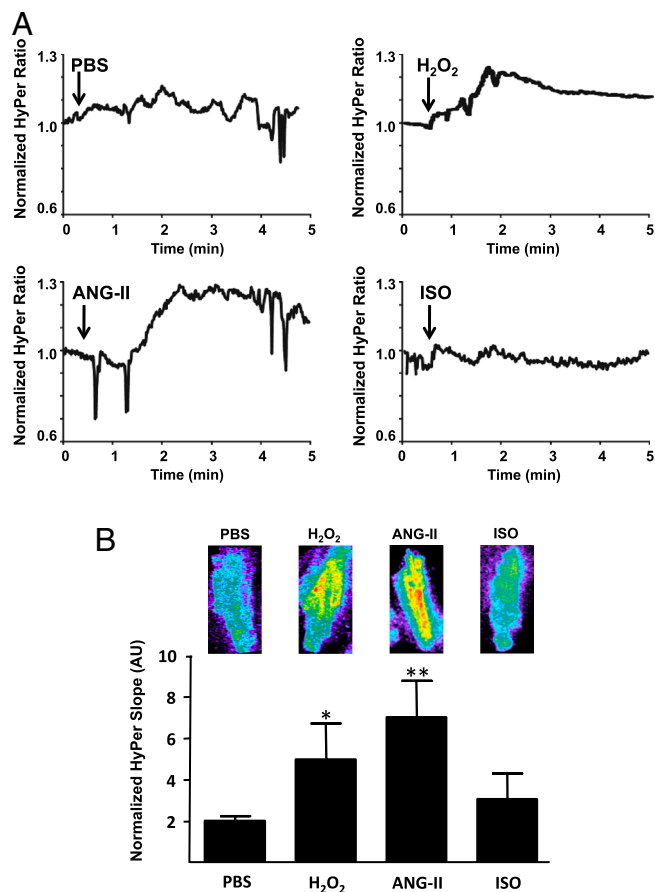 A
Normalized HyPer Ratio
1.3
1.0
0.6
PBS
0 1 2 3 4 5
Time (min)
Normalized HyPer Ratio
1.3
1.0
0.6
H₂O₂
0 1 2 3 4 5
Time (min)
Normalized HyPer Ratio
1.3
1.0
0.6
ANG-II
0 1 2 3 4 5
Time (min)
Normalized HyPer Ratio
1.3
1.0
0.6
ISO
0 1 2 3 4 5
Time (min)
B
PBS H₂O₂ ANG-II ISO
Normalized HyPer Slope (AU)
10
8
6
4
2
*
**
PBS H₂O₂ ANG-II ISO